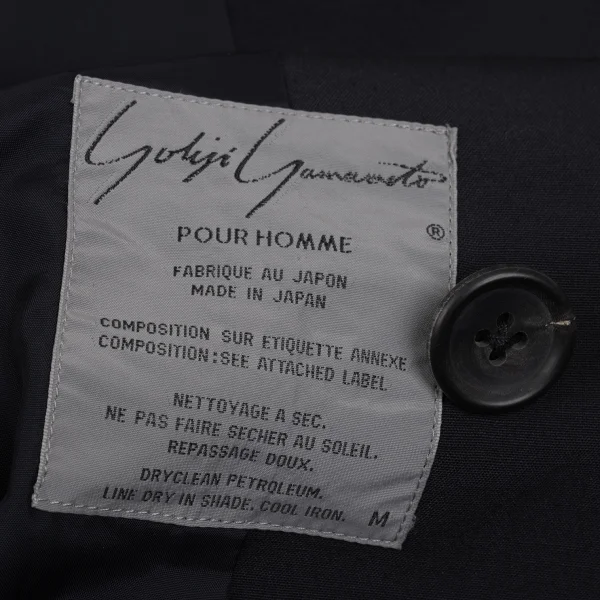 Yohji Yamamoto
®
POUR HOMME
FABRIQUE AU JAPON
MADE IN JAPAN
COMPOSITION SUR ETIQUETTE ANNEXE
COMPOSITION:SEE ATTACHED LABEL
NETTOYAGE A SEC.
NE PAS FAIRE SECHER AU SOLEIL.
REPASSAGE DOUX.
DRYCLEAN PETROLEUM.
LINE DRY IN SHADE. COOL IRON. M